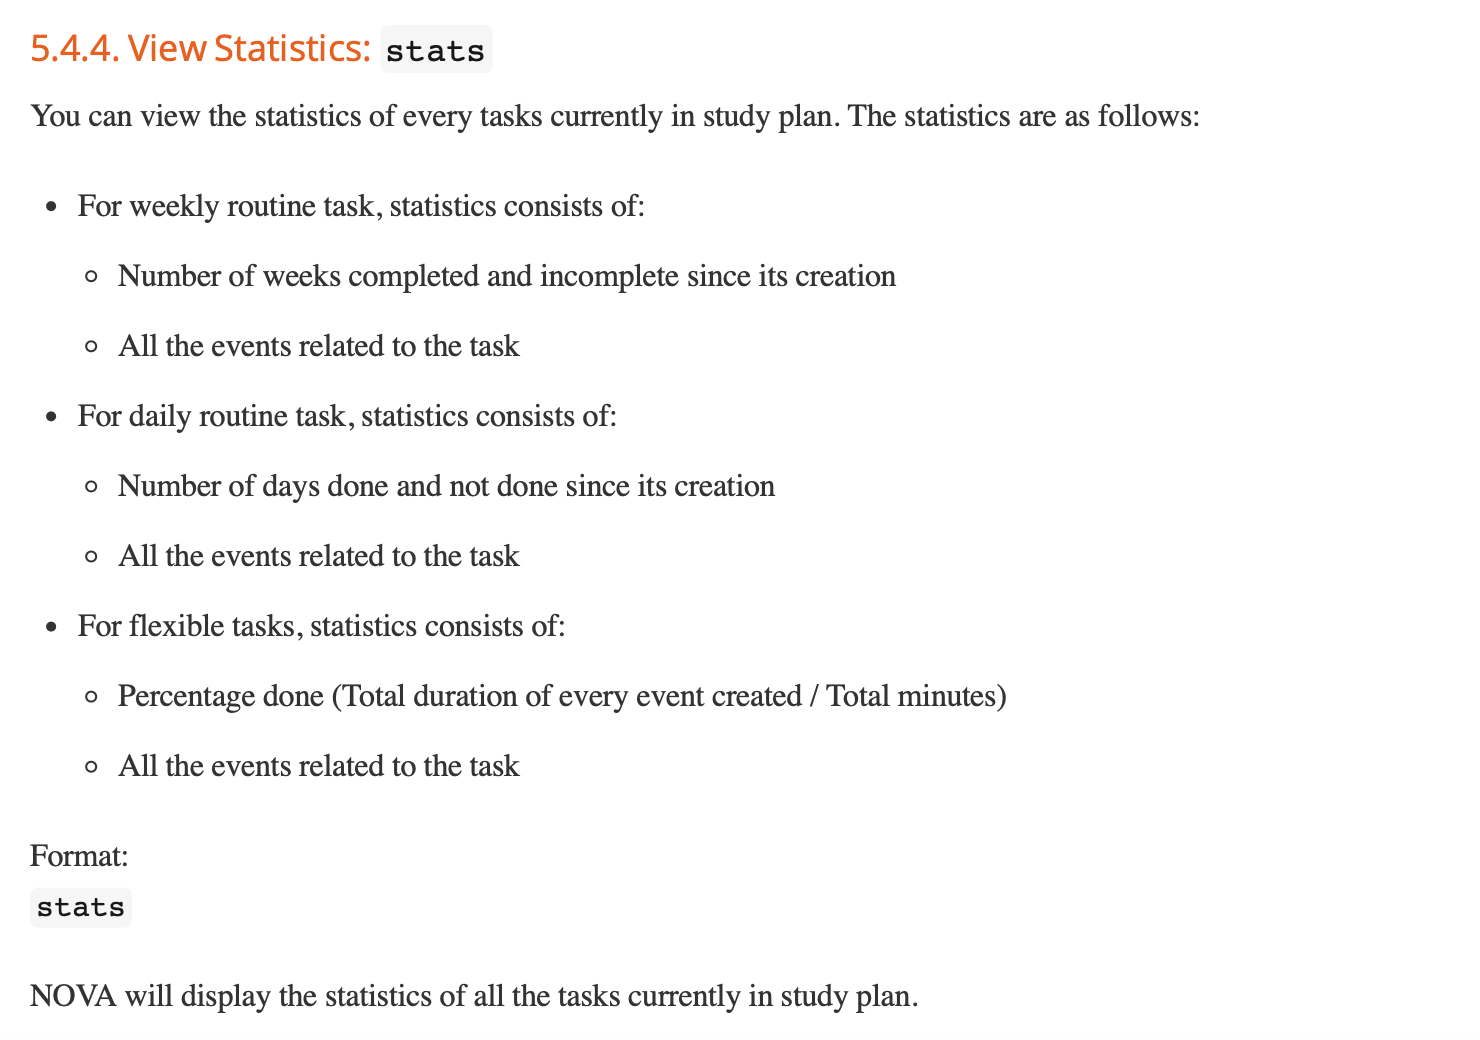 5.4.4. View Statistics: stats
You can view the statistics of every tasks currently in study plan. The statistics are as follows:
• For weekly routine task, statistics consists of:
◦ Number of weeks completed and incomplete since its creation
◦ All the events related to the task
• For daily routine task, statistics consists of:
◦ Number of days done and not done since its creation
◦ All the events related to the task
• For flexible tasks, statistics consists of:
◦ Percentage done (Total duration of every event created / Total minutes)
◦ All the events related to the task
Format:
stats
NOVA will display the statistics of all the tasks currently in study plan.